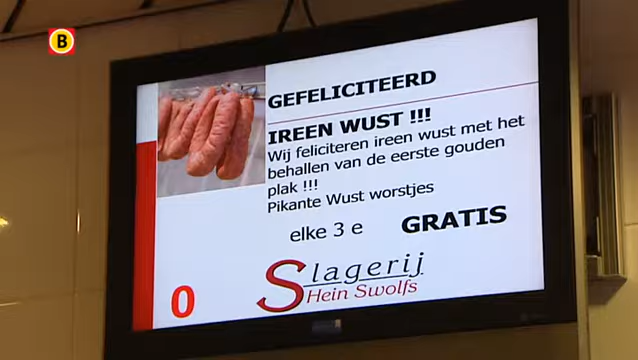 B
GEFELICITEERD
IREEN WUST !!!
Wij feliciteren ireen wust met het
behallen van de eerste gouden
plak !!!
Pikante Wust worstjes
elke 3 e GRATIS
Slagerij
Hein Swolfs
0